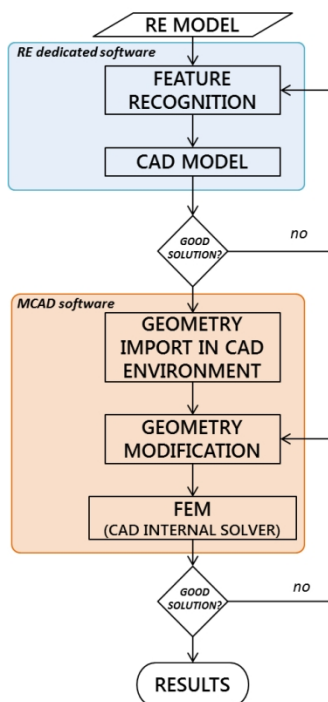 RE MODEL
RE dedicated software
FEATURE
RECOGNITION
CAD MODEL
GOOD
SOLUTION?
no
MCAD software
GEOMETRY
IMPORT IN CAD
ENVIRONMENT
GEOMETRY
MODIFICATION
FEM
(CAD INTERNAL SOLVER)
GOOD
SOLUTION?
no
RESULTS